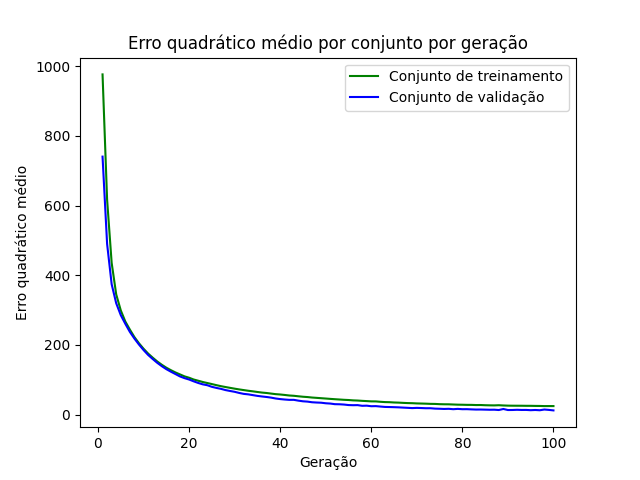 Erro quadrático médio por conjunto por geração
Conjunto de treinamento
Conjunto de validação
Erro quadrático médio
1000
800
600
400
200
0
0 20 40 60 80 100
Geração